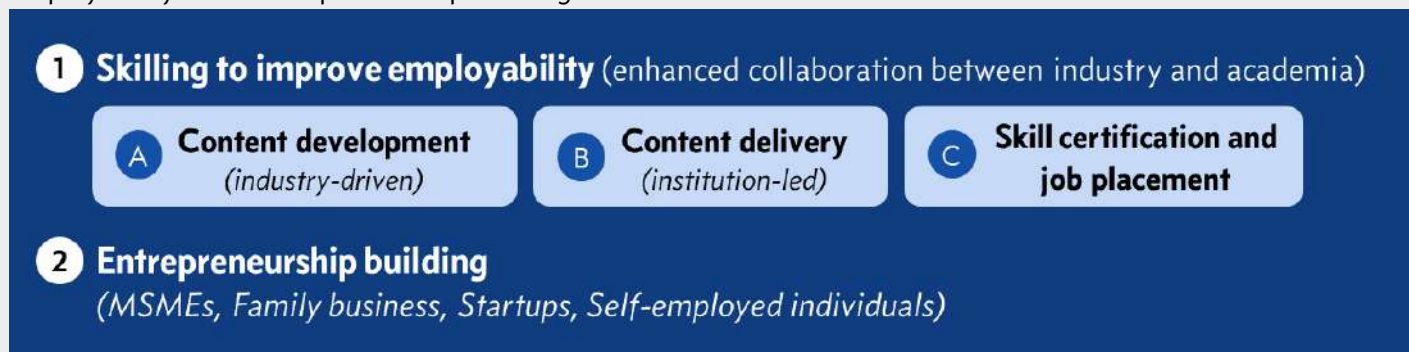 1 Skilling to improve employability (enhanced collaboration between industry and academia)
A Content development
(industry-driven)
B Content delivery
(institution-led)
C Skill certification and
job placement
2 Entrepreneurship building
(MSMEs, Family business, Startups, Self-employed individuals)